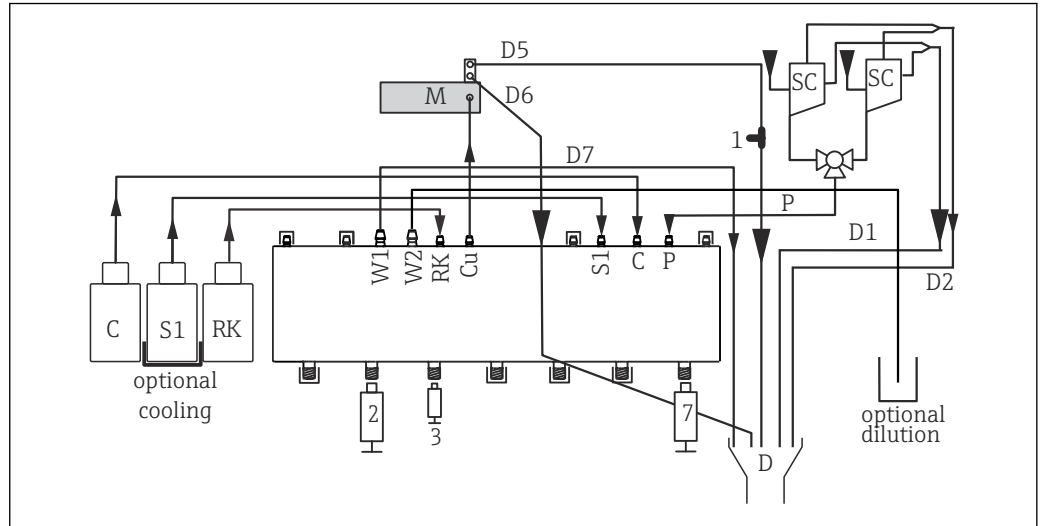 D5
SC
SC
M
D6
1
D7
P
D1
W1
W2
RK
Cu
S1
C
P
D2
C
S1
RK
optional
cooling
2
3
7
optional
dilution
D